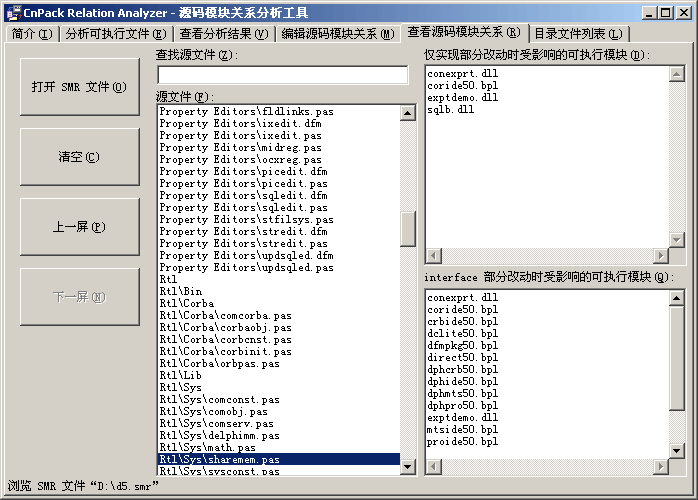 CnPack Relation Analyzer - 源码模块关系分析工具
简介(I) 分析可执行文件(E) 查看分析结果(V) 编辑源码模块关系(M) 查看源码模块关系(R) 目录文件列表(L)
打开 SMR 文件(O)
清空(C)
上一屏(P)
下一屏(N)
查找源文件(Z):
源文件(F):
Property Editors\fldlinks.pas
Property Editors\ixedit.dfm
Property Editors\ixedit.pas
Property Editors\midreg.pas
Property Editors\ocxreg.pas
Property Editors\picedit.dfm
Property Editors\picedit.pas
Property Editors\sqledit.dfm
Property Editors\sqledit.pas
Property Editors\stfilsys.pas
Property Editors\stredit.dfm
Property Editors\stredit.pas
Property Editors\updsqled.dfm
Property Editors\updsqled.pas
Rtl
Rtl\Bin
Rtl\Corba
Rtl\Corba\comcorba.pas
Rtl\Corba\corbaobj.pas
Rtl\Corba\corbcnst.pas
Rtl\Corba\corbinit.pas
Rtl\Corba\orbpas.pas
Rtl\Lib
Rtl\Sys
Rtl\Sys\comconst.pas
Rtl\Sys\comobj.pas
Rtl\Sys\comserv.pas
Rtl\Sys\delphimm.pas
Rtl\Sys\math.pas
Rtl\Sys\sharemem.pas
Rtl\Sys\sysconst.pas
仅实现部分改动时受影响的可执行模块(D):
conexprt.dll
coride50.bpl
exptdemo.dll
sqlb.dll
interface 部分改动时受影响的可执行模块(Q):
conexprt.dll
coride50.bpl
crbide50.bpl
dclite50.bpl
dfmpkg50.bpl
direct50.bpl
dphcrb50.bpl
dphide50.bpl
dphmts50.bpl
dphpro50.bpl
exptdemo.dll
mtside50.bpl
proide50.bpl
浏览 SMR 文件“D:\d5.smr”